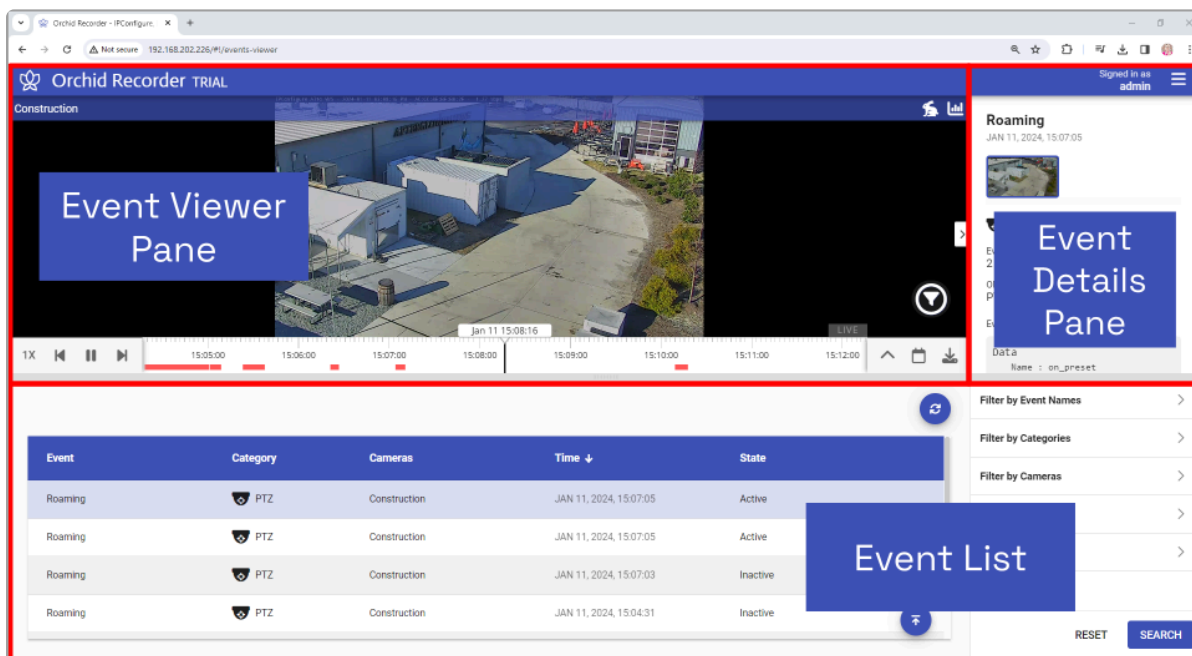 Orchid Recorder - IPConfigure
Not secure 192.168.202.226/#!/events-viewer
Orchid Recorder TRIAL
Signed in as
admin
Construction
Event Viewer
Pane
Jan 11 15:08:16
LIVE
1X
15:05:00 15:06:00 15:07:00 15:08:00 15:09:00 15:10:00 15:11:00 15:12:00
Roaming
JAN 11, 2024, 15:07:05
Event
Details
Pane
Data
Name : on_preset
Event Category Cameras Time State
Roaming PTZ Construction JAN 11, 2024, 15:07:05 Active
Roaming PTZ Construction JAN 11, 2024, 15:07:05 Active
Roaming PTZ Construction JAN 11, 2024, 15:07:03 Inactive
Roaming PTZ Construction JAN 11, 2024, 15:04:31 Inactive
Filter by Event Names
Filter by Categories
Filter by Cameras
Event List
RESET SEARCH